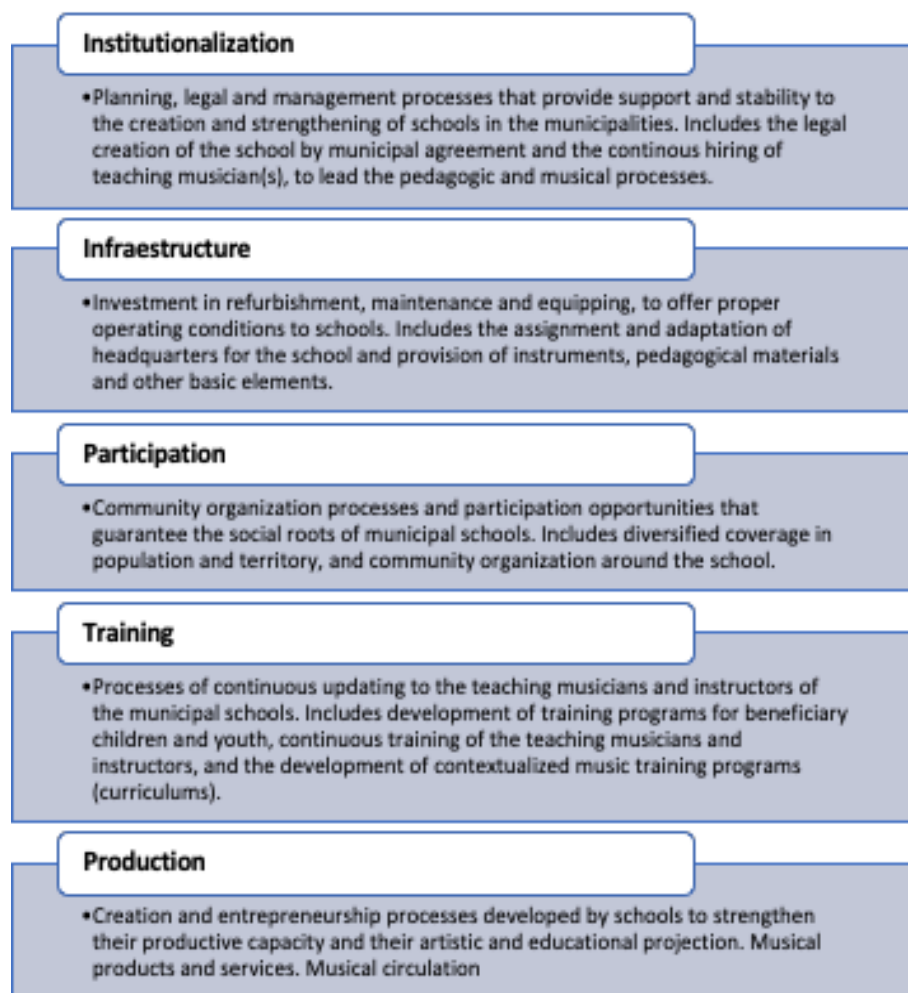 Institutionalization
•Planning, legal and management processes that provide support and stability to
the creation and strengthening of schools in the municipalities. Includes the legal
creation of the school by municipal agreement and the continous hiring of
teaching musician(s), to lead the pedagogic and musical processes.
Infraestructure
•Investment in refurbishment, maintenance and equipping, to offer proper
operating conditions to schools. Includes the assignment and adaptation of
headquarters for the school and provision of instruments, pedagogical materials
and other basic elements.
Participation
•Community organization processes and participation opportunities that
guarantee the social roots of municipal schools. Includes diversified coverage in
population and territory, and community organization around the school.
Training
•Processes of continuous updating to the teaching musicians and instructors of
the municipal schools. Includes development of training programs for beneficiary
children and youth, continuous training of the teaching musicians and
instructors, and the development of contextualized music training programs
(curriculums).
Production
•Creation and entrepreneurship processes developed by schools to strengthen
their productive capacity and their artistic and educational projection. Musical
products and services. Musical circulation